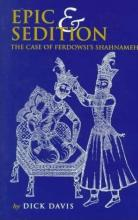 EPIC &
SEDITION
THE CASE OF FERDOWSI'S SHAHNAMEH
by DICK DAVIS